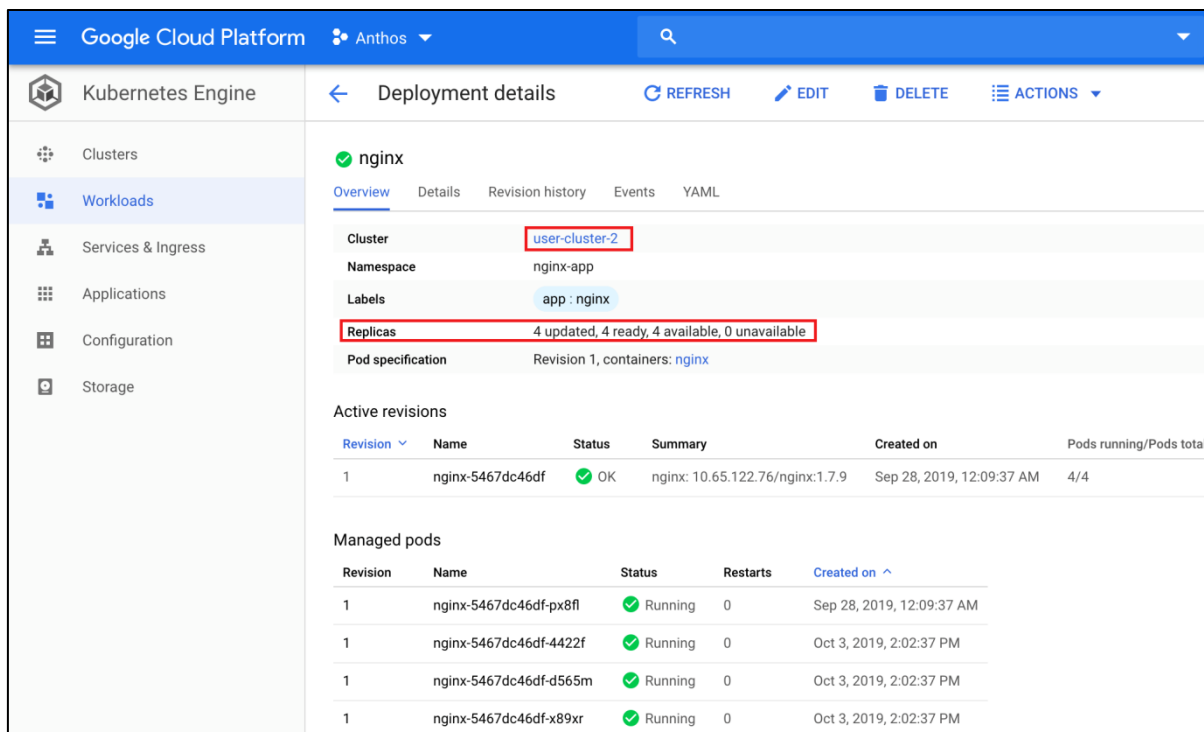 Google Cloud Platform Anthos
Kubernetes Engine
Deployment details REFRESH EDIT DELETE ACTIONS
Clusters
Workloads
Services & Ingress
Applications
Configuration
Storage
nginx
Overview Details Revision history Events YAML
Cluster user-cluster-2
Namespace nginx-app
Labels app : nginx
Replicas 4 updated, 4 ready, 4 available, 0 unavailable
Pod specification Revision 1, containers: nginx
Active revisions
Revision Name Status Summary Created on Pods running/Pods total
1 nginx-5467dc46df OK nginx: 10.65.122.76/nginx:1.7.9 Sep 28, 2019, 12:09:37 AM 4/4
Managed pods
Revision Name Status Restarts Created on
1 nginx-5467dc46df-px8fl Running 0 Sep 28, 2019, 12:09:37 AM
1 nginx-5467dc46df-4422f Running 0 Oct 3, 2019, 2:02:37 PM
1 nginx-5467dc46df-d565m Running 0 Oct 3, 2019, 2:02:37 PM
1 nginx-5467dc46df-x89xr Running 0 Oct 3, 2019, 2:02:37 PM